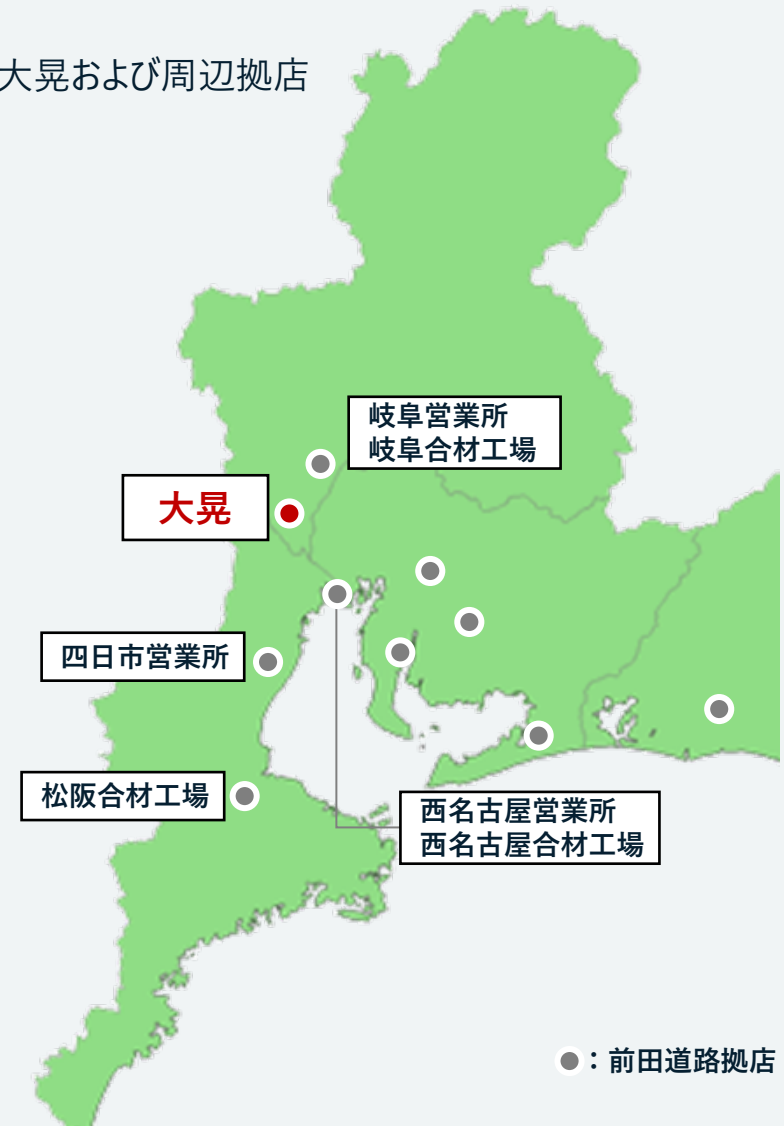 大晃および周辺拠点
岐阜営業所
岐阜合材工場
大晃
四日市営業所
松阪合材工場
西名古屋営業所
西名古屋合材工場
：前田道路拠点